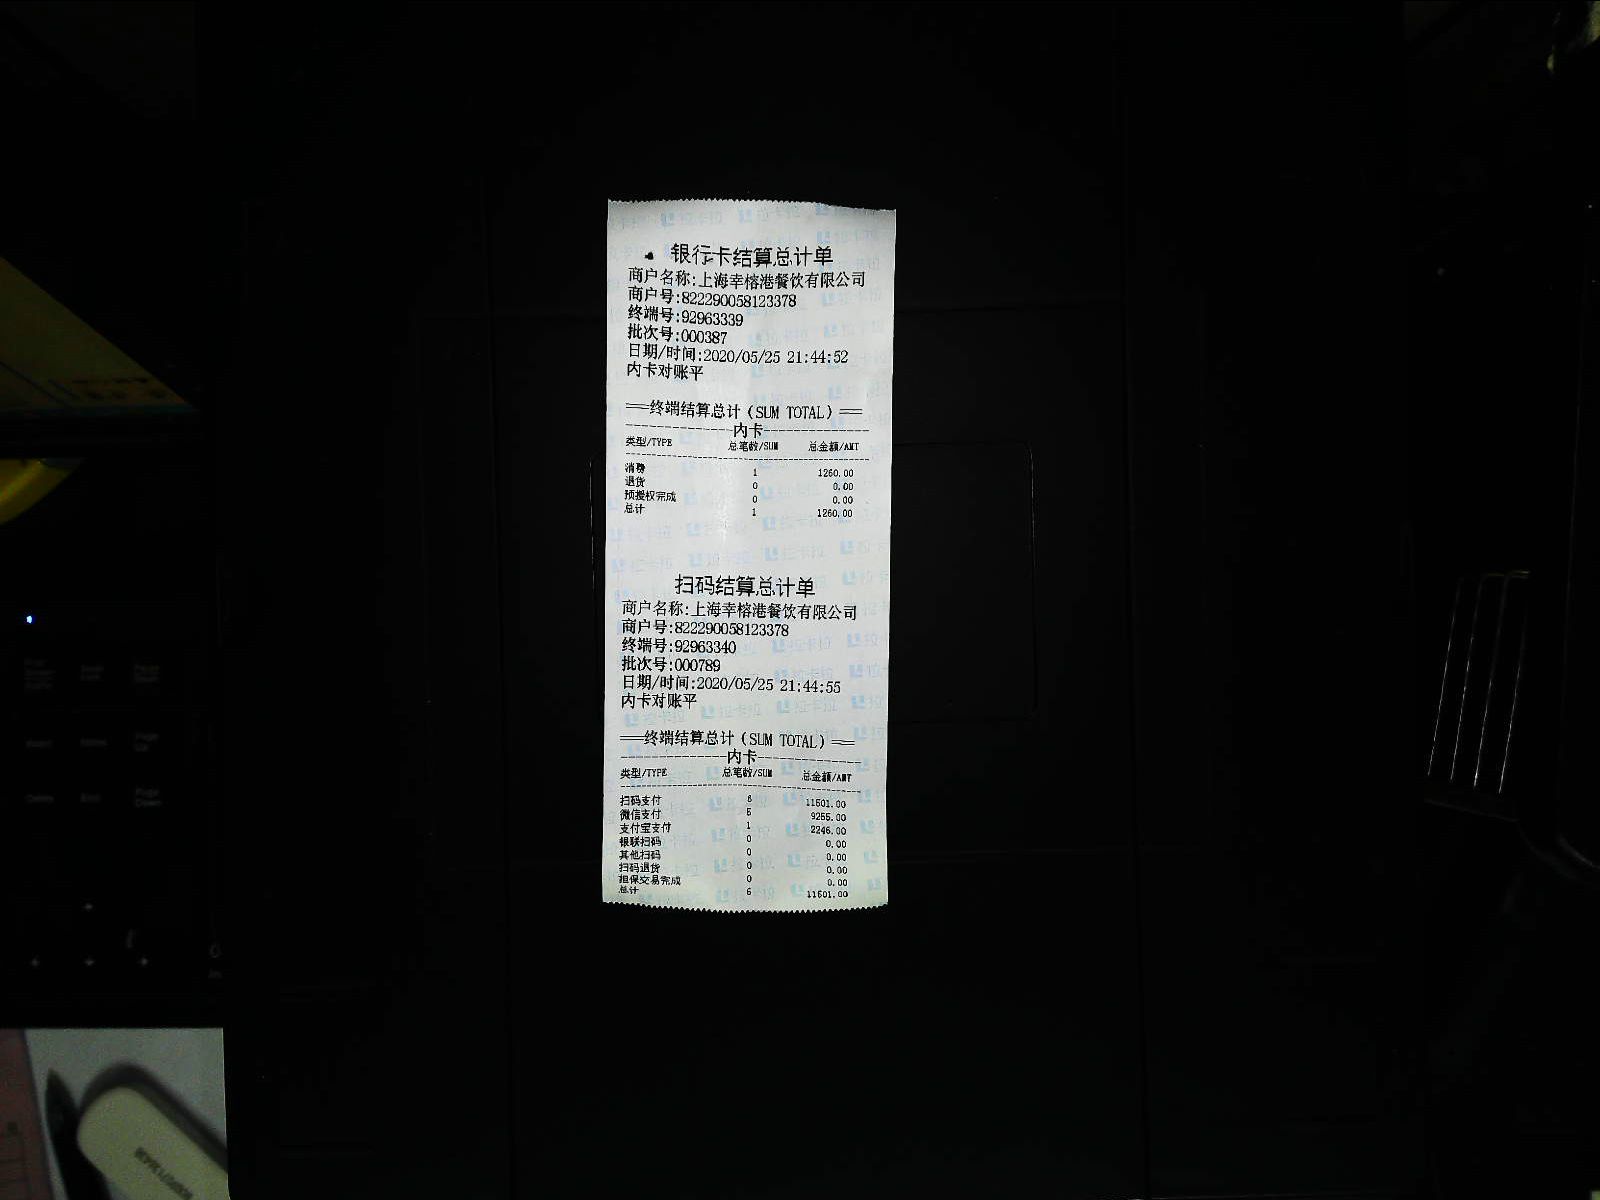 银行卡结算总计单
商户名称:上海幸榕港餐饮有限公司
商户号:822290058123378
终端号:92963339
批次号:000387
日期/时间:2020/05/25 21:44:52
内卡对账平
==终端结算总计(SUM TOTAL)==
内卡
类型/TYPE 总笔数/SUM 总金额/AMT
消费 1 1260.00
退货 0 0.00
预授权完成 0 0.00
总计 1 1260.00
扫码结算总计单
商户名称:上海幸榕港餐饮有限公司
商户号:822290058123378
终端号:92963340
批次号:000789
日期/时间:2020/05/25 21:44:55
内卡对账平
==终端结算总计(SUM TOTAL)==
内卡
类型/TYPE 总笔数/SUM 总金额/AMT
扫码支付 6 11501.00
微信支付 5 9255.00
支付宝支付 1 2246.00
银联扫码 0 0.00
其他扫码 0 0.00
扫码退货 0 0.00
担保交易完成 0 0.00
总计 6 11501.00